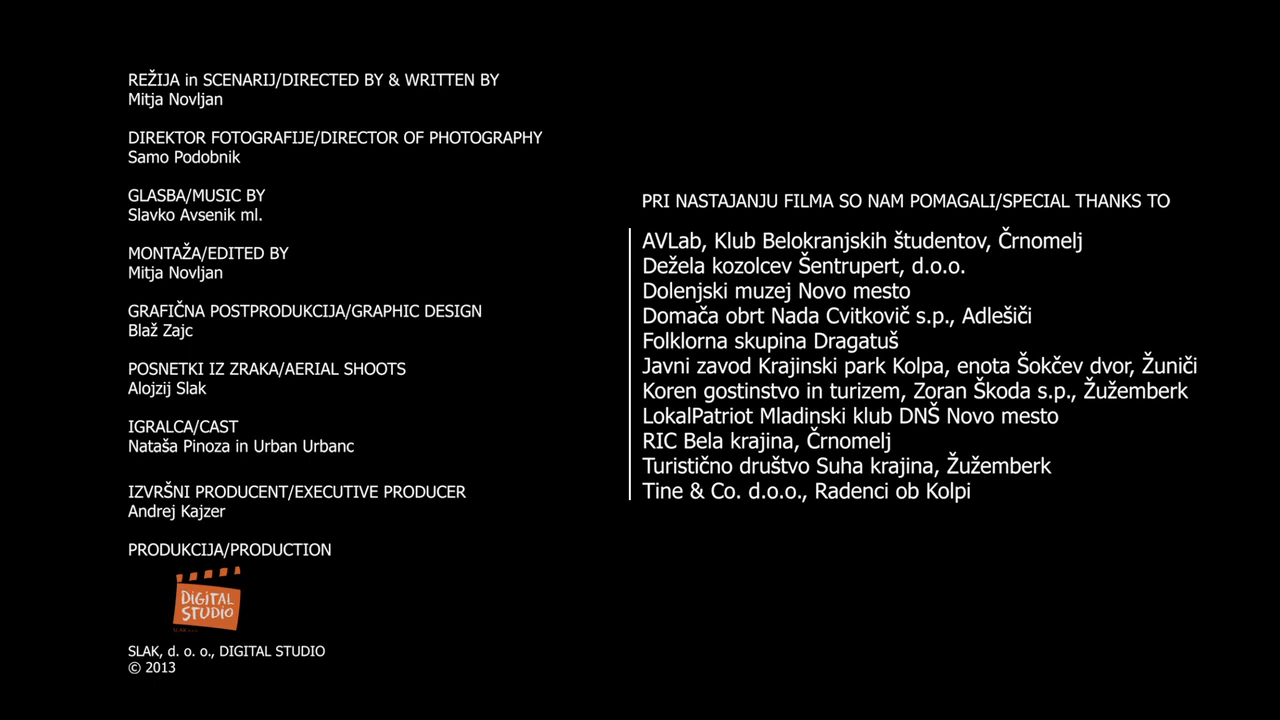 REŽIJA in SCENARIJ/DIRECTED BY & WRITTEN BY
Mitja Novljan
DIREKTOR FOTOGRAFIJE/DIRECTOR OF PHOTOGRAPHY
Samo Podobnik
GLASBA/MUSIC BY
Slavko Avsenik ml.
MONTAŽA/EDITED BY
Mitja Novljan
GRAFIČNA POSTPRODUKCIJA/GRAPHIC DESIGN
Blaž Zajc
POSNETKI IZ ZRAKA/AERIAL SHOOTS
Alojzij Slak
IGRALCA/CAST
Nataša Pinoza in Urban Urbanc
IZVRŠNI PRODUCENT/EXECUTIVE PRODUCER
Andrej Kajzer
PRODUKCIJA/PRODUCTION
DIGITAL
STUDIO
SLAK, d. o. o., DIGITAL STUDIO
© 2013
PRI NASTAJANJU FILMA SO NAM POMAGALI/SPECIAL THANKS TO
AVLab, Klub Belokranjskih študentov, Črnomelj
Dežela kozolcev Šentrupert, d.o.o.
Dolenjski muzej Novo mesto
Domača obrt Nada Cvitkovič s.p., Adlešiči
Folklorna skupina Dragatuš
Javni zavod Krajinski park Kolpa, enota Šokčev dvor, Žuniči
Koren gostinstvo in turizem, Zoran Škoda s.p., Žužemberk
LokalPatriot Mladinski klub DNŠ Novo mesto
RIC Bela krajina, Črnomelj
Turistično društvo Suha krajina, Žužemberk
Tine & Co. d.o.o., Radenci ob Kolpi